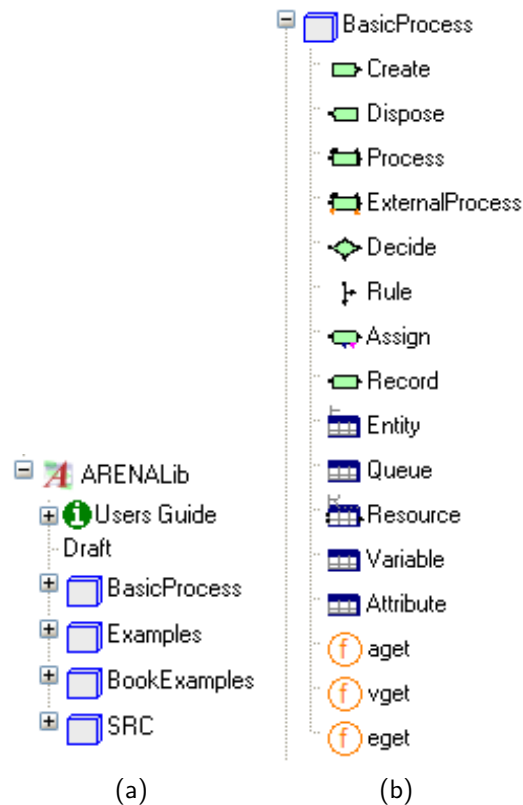 ARENALib
Users Guide
Draft
BasicProcess
Examples
BookExamples
SRC
(a)
BasicProcess
Create
Dispose
Process
ExternalProcess
Decide
Rule
Assign
Record
Entity
Queue
Resource
Variable
Attribute
f aget
f vget
f eget
(b)